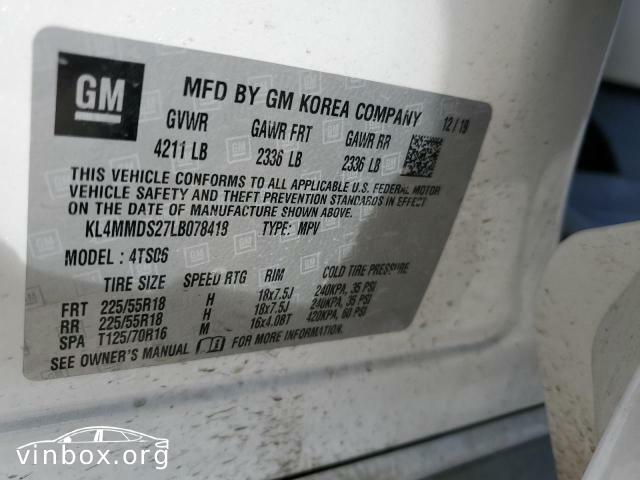 GM MFD BY GM KOREA COMPANY 12/19
GVWR GAWR FRT GAWR RR
4211 LB 2336 LB 2336 LB
THIS VEHICLE CONFORMS TO ALL APPLICABLE U.S. FEDERAL MOTOR
VEHICLE SAFETY AND THEFT PREVENTION STANDARDS IN EFFECT
ON THE DATE OF MANUFACTURE SHOWN ABOVE.
KL4MMDS27LB078419 TYPE: MPV
MODEL : 4TS06
TIRE SIZE SPEED RTG RIM COLD TIRE PRESSURE
FRT 225/55R18 H 18x7.5J 240KPA, 35 PSI
RR 225/55R18 H 18x7.5J 240KPA, 35 PSI
SPA T125/70R16 M 16x4.0BT 420KPA, 60 PSI
SEE OWNER'S MANUAL FOR MORE INFORMATION.
vinbox.org